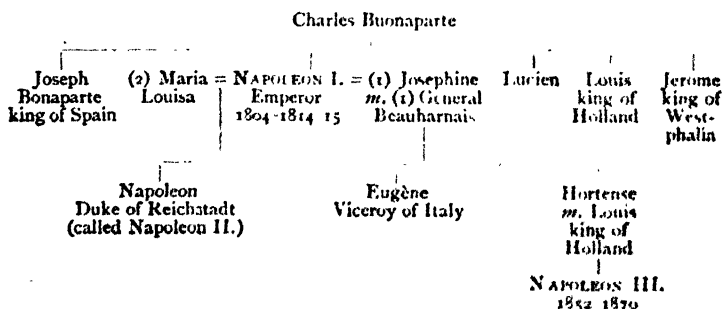 Charles Buonaparte
Joseph Bonaparte king of Spain
(2) Maria Louisa = NAPOLEON I. Emperor 1804-1814 15 = (1) Josephine m. (1) General Beauharnais
Lucien
Louis king of Holland
Jerome king of West-phalia
Napoleon
Duke of Reichstadt
(called Napoleon II.)
Eugène
Viceroy of Italy
Hortense
m. Louis
king of
Holland
NAPOLEON III.
1852 1870